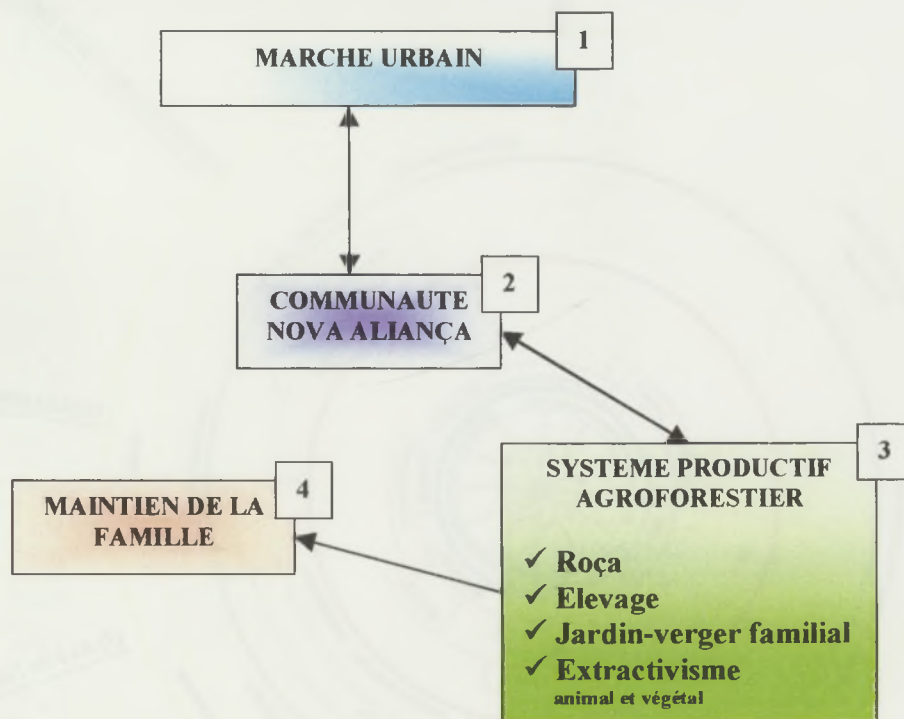 1
MARCHE URBAIN
2
COMMUNAUTE
NOVA ALIANÇA
3
SYSTEME PRODUCTIF
AGROFORESTIER
✓ Roça
✓ Elevage
✓ Jardin-verger familial
✓ Extractivisme
animal et végétal
4
MAINTIEN DE LA
FAMILLE